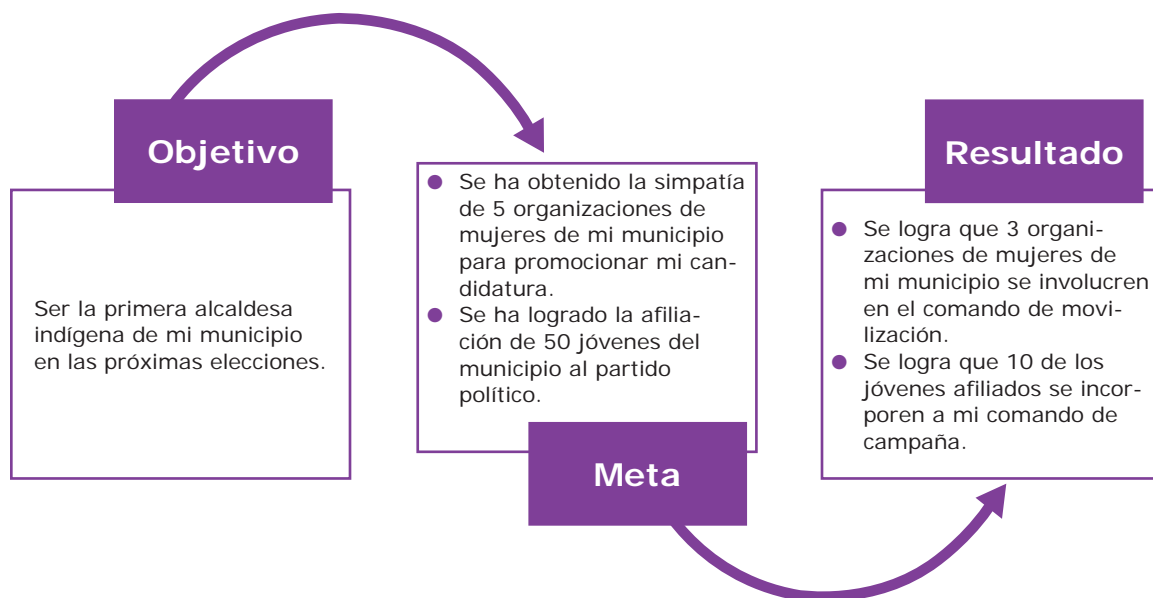 Objetivo
Ser la primera alcaldesa
indígena de mi municipio
en las próximas elecciones.
● Se ha obtenido la simpatía
de 5 organizaciones de
mujeres de mi municipio
para promocionar mi can-
didatura.
● Se ha logrado la afilia-
ción de 50 jóvenes del
municipio al partido
político.
Meta
Resultado
● Se logra que 3 organi-
zaciones de mujeres de
mi municipio se involucren
en el comando de movi-
lización.
● Se logra que 10 de los
jóvenes afiliados se incor-
poren a mi comando de
campaña.